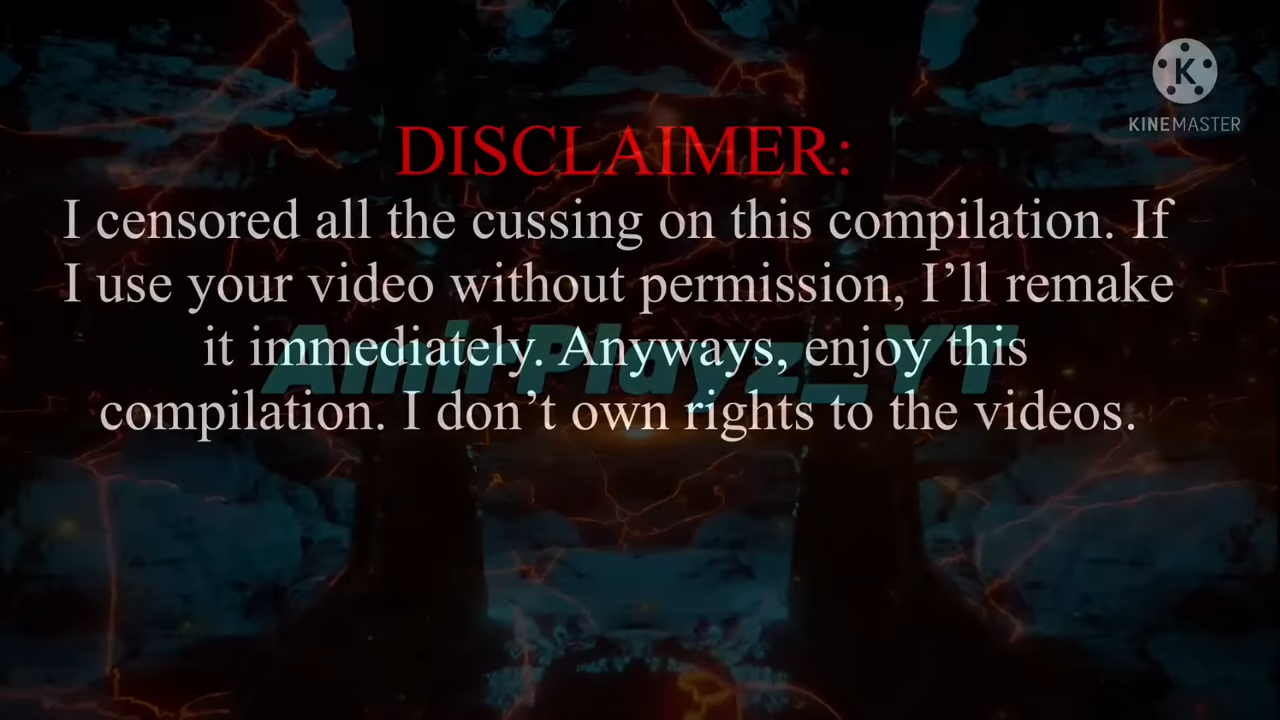 K
KINEMASTER
DISCLAIMER:
I censored all the cussing on this compilation. If
I use your video without permission, I’ll remake
it immediately. Anyways, enjoy this
AmirPlayz_YT
compilation. I don’t own rights to the videos.